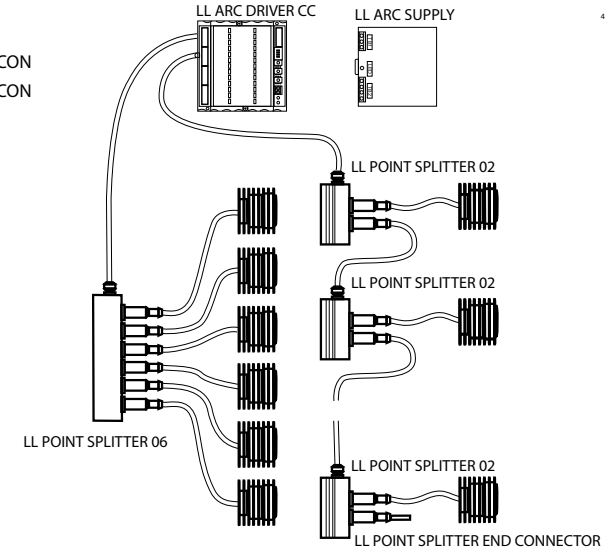 LL ARC DRIVER CC
LL ARC SUPPLY
4
CON
CON
LL POINT SPLITTER 02
LL POINT SPLITTER 02
LL POINT SPLITTER 06
LL POINT SPLITTER 02
LL POINT SPLITTER END CONNECTOR